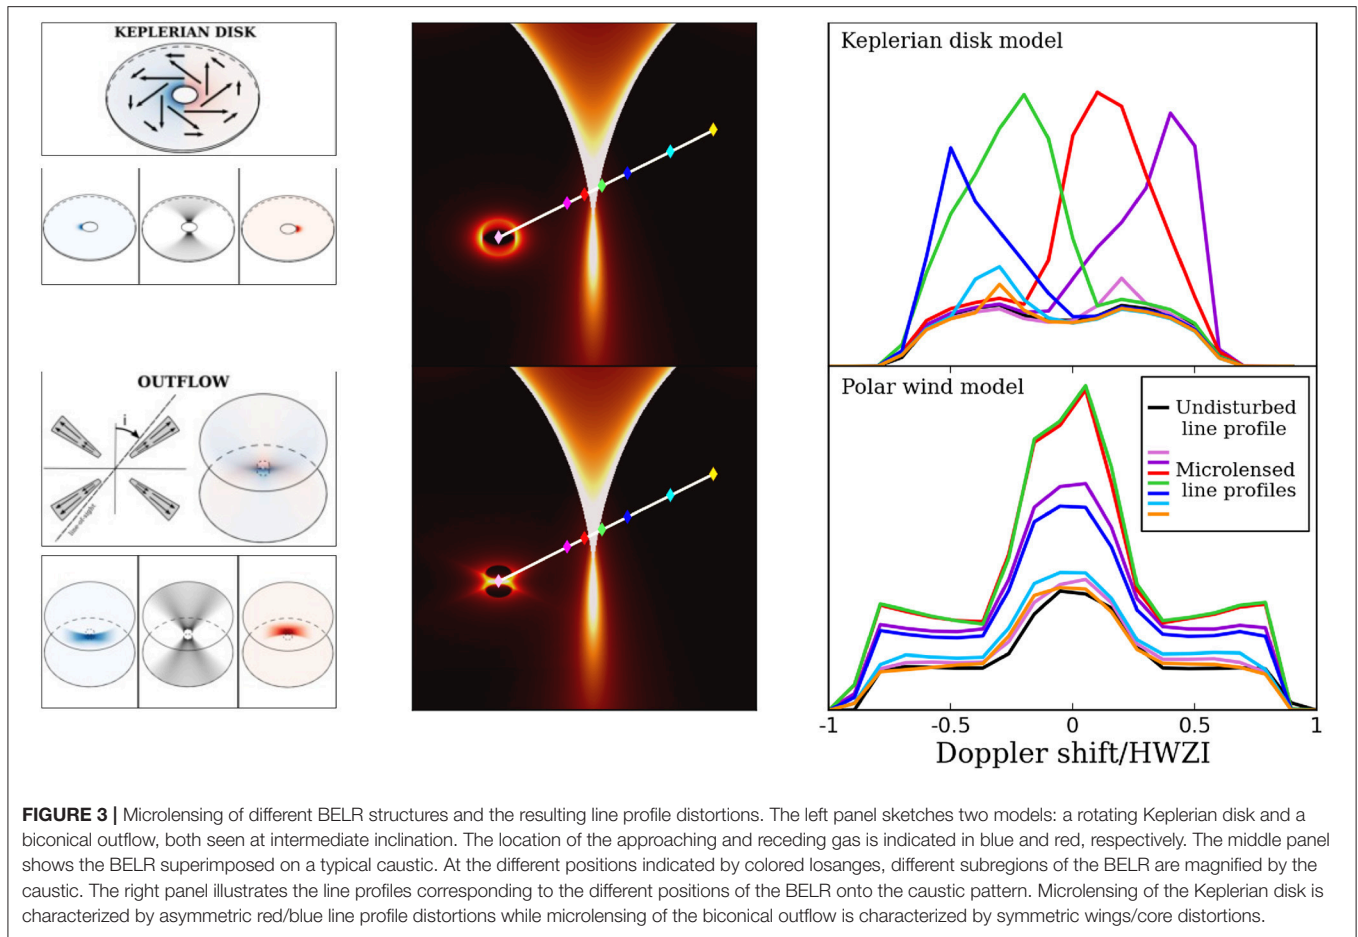 KEPLERIAN DISK
Keplerian disk model
OUTFLOW
i
line-of-sight
Polar wind model
Undisturbed
line profile
Microlensed
line profiles
-1 -0.5 0 0.5 1
Doppler shift/HWZI
FIGURE 3 | Microlensing of different BELR structures and the resulting line profile distortions. The left panel sketches two models: a rotating Keplerian disk and a
biconical outflow, both seen at intermediate inclination. The location of the approaching and receding gas is indicated in blue and red, respectively. The middle panel
shows the BELR superimposed on a typical caustic. At the different positions indicated by colored losanges, different subregions of the BELR are magnified by the
caustic. The right panel illustrates the line profiles corresponding to the different positions of the BELR onto the caustic pattern. Microlensing of the Keplerian disk is
characterized by asymmetric red/blue line profile distortions while microlensing of the biconical outflow is characterized by symmetric wings/core distortions.